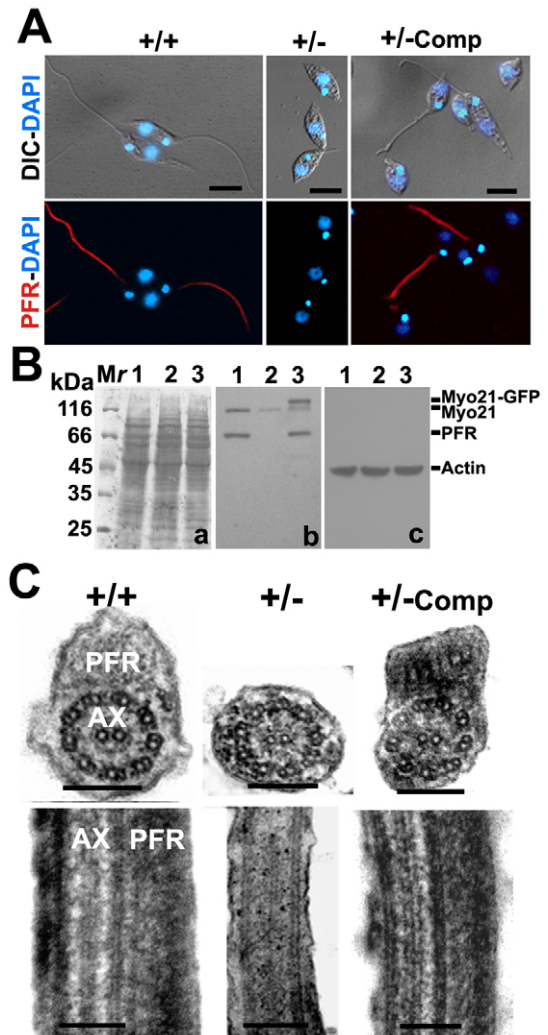 A
+/+ +/- +/-Comp
DIC-DAPI
PFR-DAPI
B
kDa Mr 1 2 3 1 2 3 1 2 3
116
66
45
35
25
Myo21-GFP
Myo21
PFR
Actin
a b c
C
+/+ +/- +/-Comp
PFR
AX
AX PFR